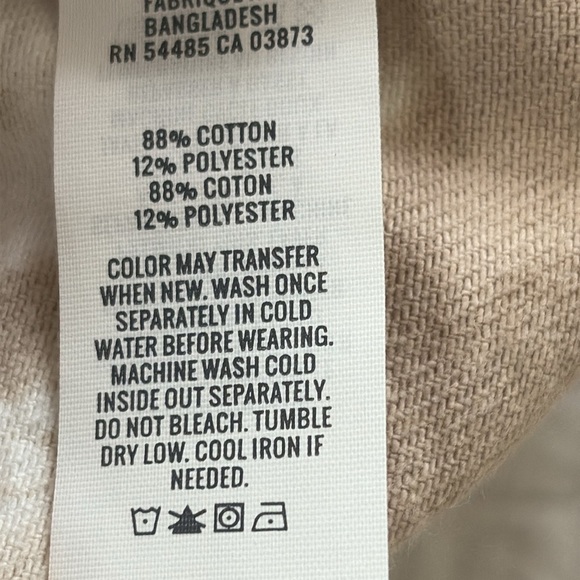 BANGLADESH
RN 54485 CA 03873
88% COTTON
12% POLYESTER
88% COTON
12% POLYESTER
COLOR MAY TRANSFER
WHEN NEW. WASH ONCE
SEPARATELY IN COLD
WATER BEFORE WEARING.
MACHINE WASH COLD
INSIDE OUT SEPARATELY.
DO NOT BLEACH. TUMBLE
DRY LOW. COOL IRON IF
NEEDED.